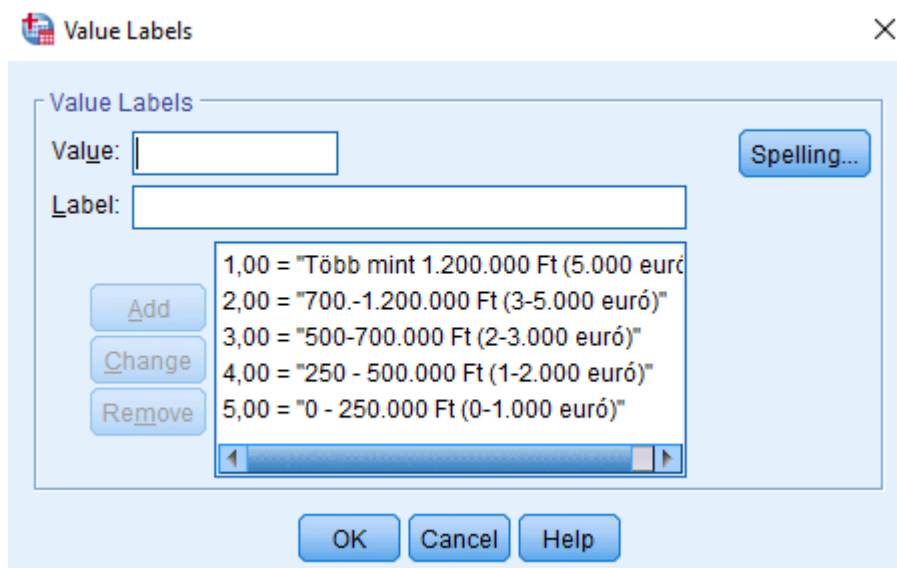 Value Labels
Value Labels
Value:
Spelling...
Label:
1,00 = "Több mint 1.200.000 Ft (5.000 euró
2,00 = "700.-1.200.000 Ft (3-5.000 euró)"
3,00 = "500-700.000 Ft (2-3.000 euró)"
4,00 = "250 - 500.000 Ft (1-2.000 euró)"
5,00 = "0 - 250.000 Ft (0-1.000 euró)"
Add
Change
Remove
OK Cancel Help